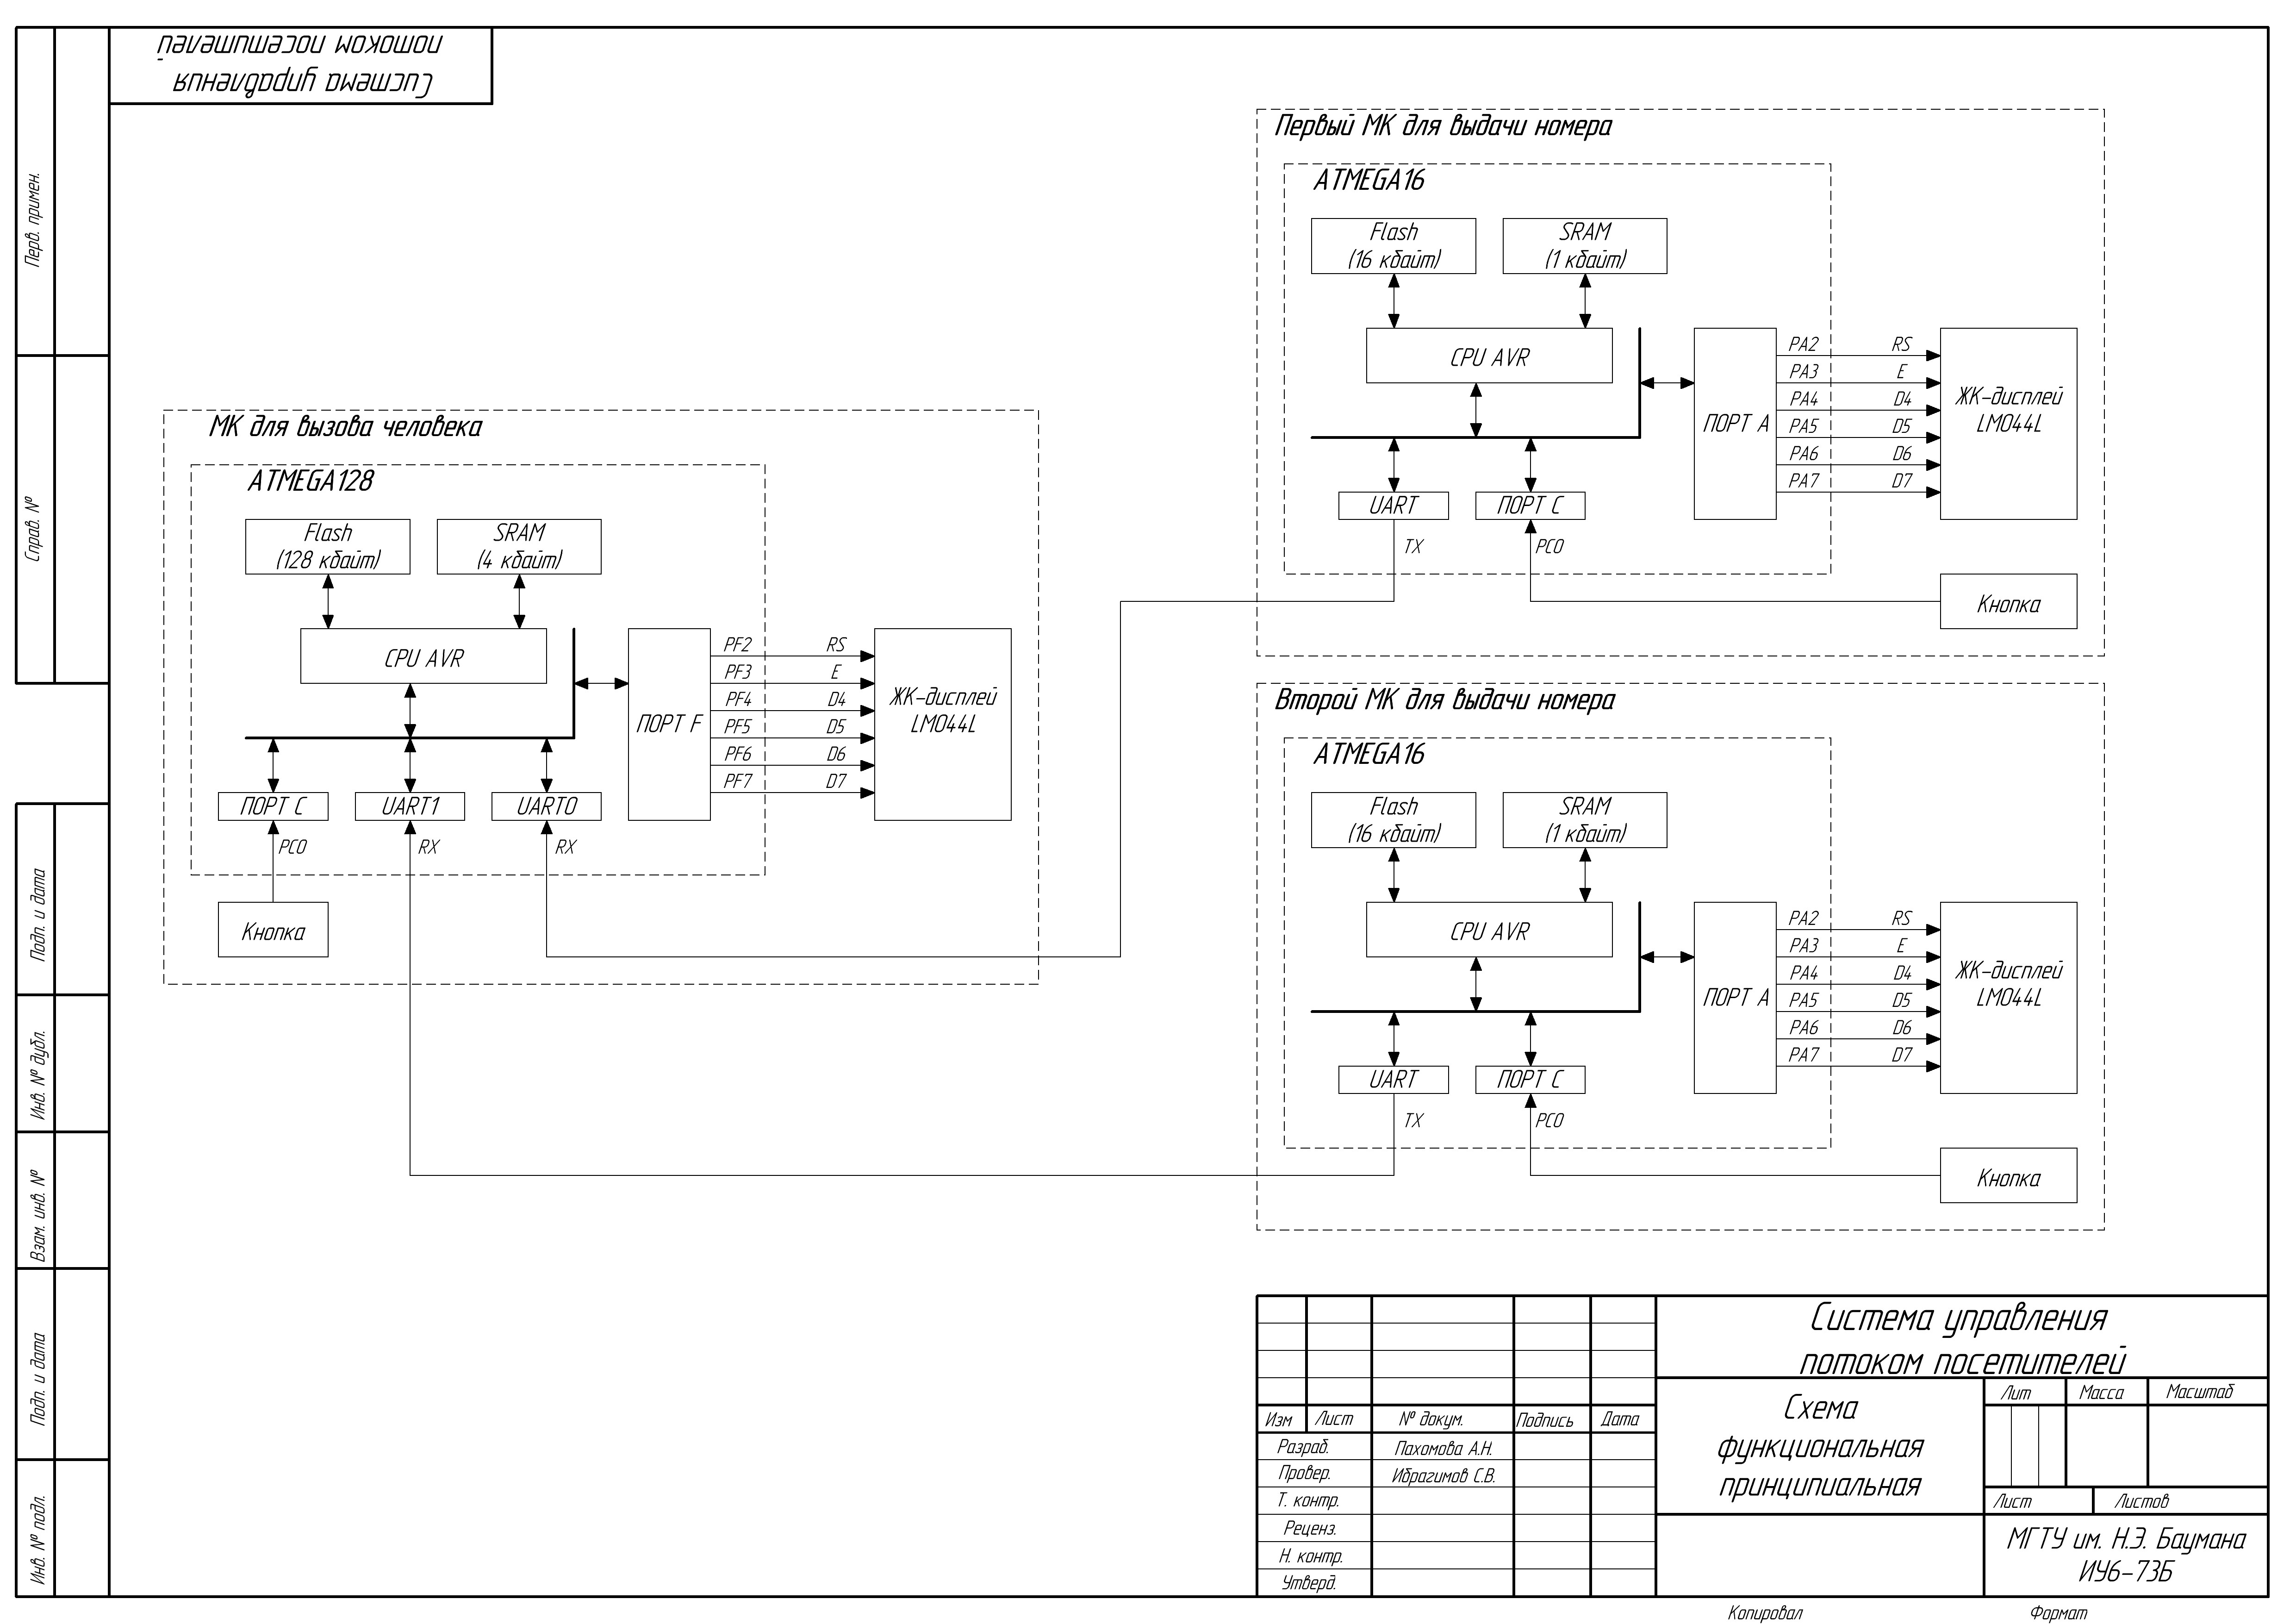 Система управления
потоком посетителей
Перв. примен.
Справ. №
Подп. и дата
Инв. № дубл.
Взам. инв. №
Подп. и дата
Инв. № подл.
МК для вызова человека
ATMEGA128
Flash
(128 кбайт)
SRAM
(4 кбайт)
CPU AVR
ПОРТ F
PF2 RS
PF3 E
PF4 D4
PF5 D5
PF6 D6
PF7 D7
ЖК-дисплей
LM044L
ПОРТ C
UART1
UART0
PC0
RX
RX
Кнопка
Первый МК для выдачи номера
ATMEGA16
Flash
(16 кбайт)
SRAM
(1 кбайт)
CPU AVR
ПОРТ A
PA2 RS
PA3 E
PA4 D4
PA5 D5
PA6 D6
PA7 D7
ЖК-дисплей
LM044L
UART
ПОРТ C
TX
PC0
Кнопка
Второй МК для выдачи номера
ATMEGA16
Flash
(16 кбайт)
SRAM
(1 кбайт)
CPU AVR
ПОРТ A
PA2 RS
PA3 E
PA4 D4
PA5 D5
PA6 D6
PA7 D7
ЖК-дисплей
LM044L
UART
ПОРТ C
TX
PC0
Кнопка
Система управления
потоком посетителей
Схема
функциональная
принципиальная
Лит Масса Масштаб
Лист Листов
МГТУ им. Н.Э. Баумана
ИУ6-73Б
Изм Лист № докум. Подпись Дата
Разраб. Пахомова А.Н.
Провер. Ибрагимов С.В.
Т. контр.
Реценз.
Н. контр.
Утверд.
Копировал Формат